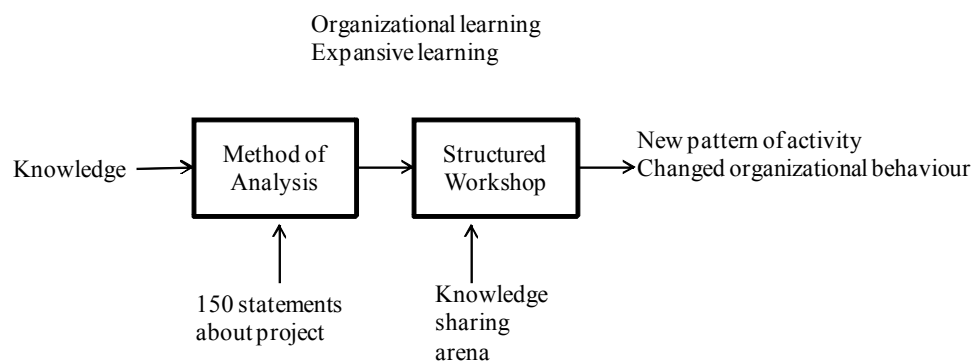 Organizational learning
Expansive learning
Knowledge
Method of
Analysis
Structured
Workshop
New pattern of activity
Changed organizational behaviour
150 statements
about project
Knowledge
sharing
arena